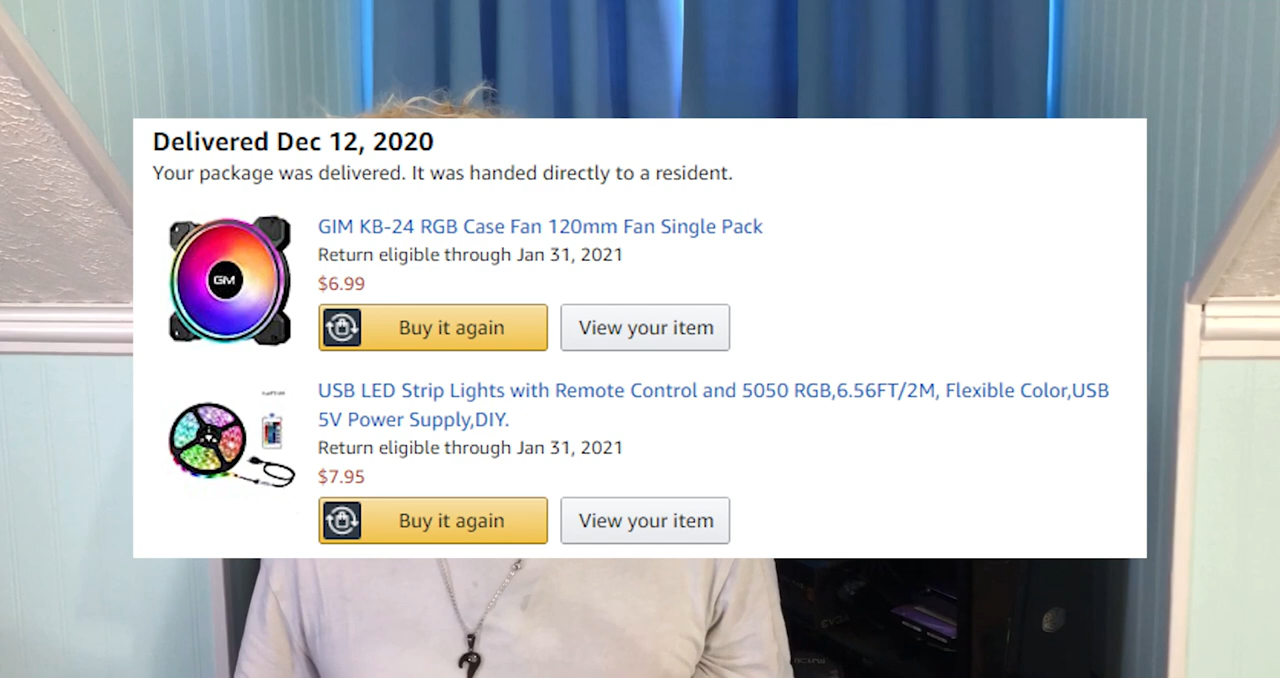 Delivered Dec 12, 2020
Your package was delivered. It was handed directly to a resident.
GIM KB-24 RGB Case Fan 120mm Fan Single Pack
Return eligible through Jan 31, 2021
$6.99
GIM
Buy it again
View your item
USB LED Strip Lights with Remote Control and 5050 RGB,6.56FT/2M, Flexible Color,USB
5V Power Supply,DIY.
Return eligible through Jan 31, 2021
$7.95
Buy it again
View your item
EVGA